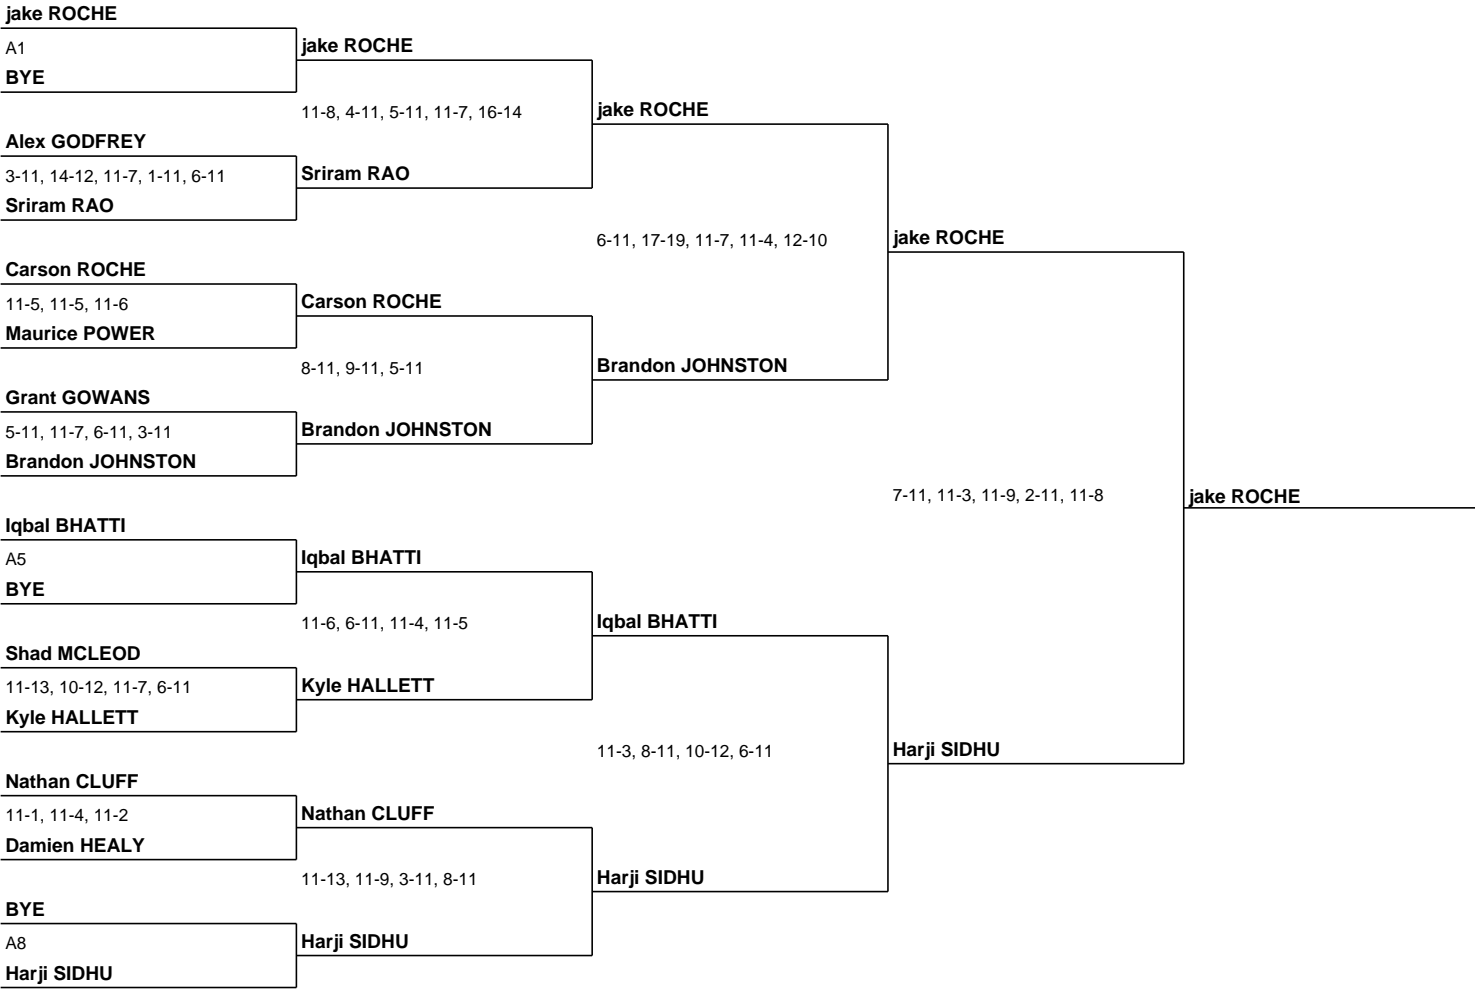 jake ROCHE
A1
BYE
Alex GODFREY
3-11, 14-12, 11-7, 1-11, 6-11
Sriram RAO
Carson ROCHE
11-5, 11-5, 11-6
Maurice POWER
Grant GOWANS
5-11, 11-7, 6-11, 3-11
Brandon JOHNSTON
Iqbal BHATTI
A5
BYE
Shad MCLEOD
11-13, 10-12, 11-7, 6-11
Kyle HALLETT
Nathan CLUFF
11-1, 11-4, 11-2
Damien HEALY
BYE
A8
Harji SIDHU
jake ROCHE
11-8, 4-11, 5-11, 11-7, 16-14
Sriram RAO
Carson ROCHE
8-11, 9-11, 5-11
Brandon JOHNSTON
Iqbal BHATTI
11-6, 6-11, 11-4, 11-5
Kyle HALLETT
Nathan CLUFF
11-13, 11-9, 3-11, 8-11
Harji SIDHU
jake ROCHE
6-11, 17-19, 11-7, 11-4, 12-10
Brandon JOHNSTON
Iqbal BHATTI
11-3, 8-11, 10-12, 6-11
Harji SIDHU
jake ROCHE
7-11, 11-3, 11-9, 2-11, 11-8
Harji SIDHU
jake ROCHE